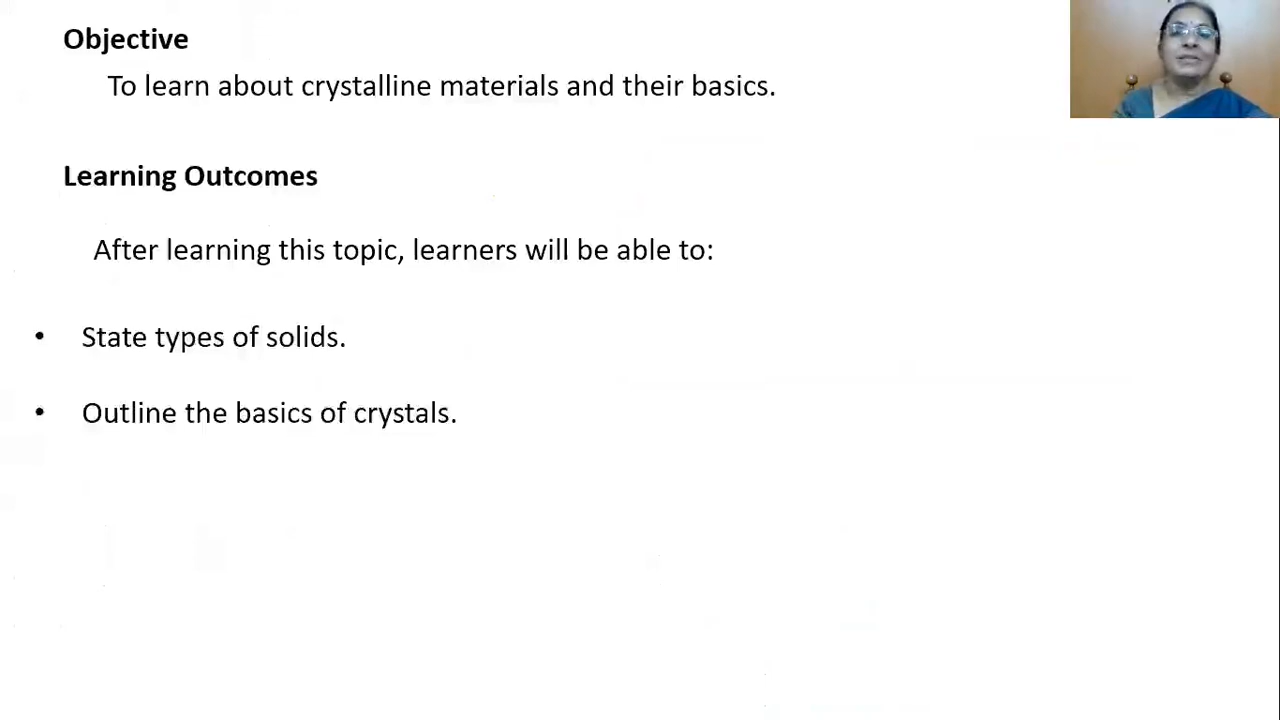 Objective
To learn about crystalline materials and their basics.
Learning Outcomes
After learning this topic, learners will be able to:
• State types of solids.
• Outline the basics of crystals.